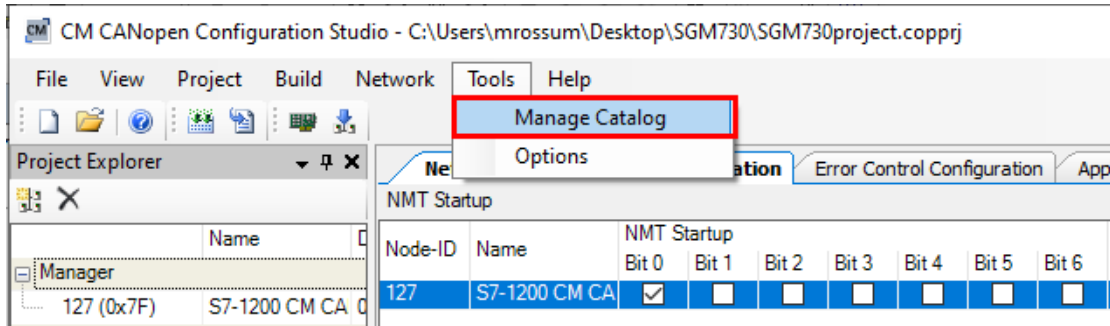 CM CANopen Configuration Studio - C:\Users\mrossum\Desktop\SGM730\SGM730project.copprj
File View Project Build Network Tools Help
Manage Catalog
Options
Project Explorer
Error Control Configuration
NMT Startup
Name
Node-ID Name NMT Startup
Bit 0 Bit 1 Bit 2 Bit 3 Bit 4 Bit 5 Bit 6
Manager
127 (0x7F) S7-1200 CM CA
127 S7-1200 CM CA